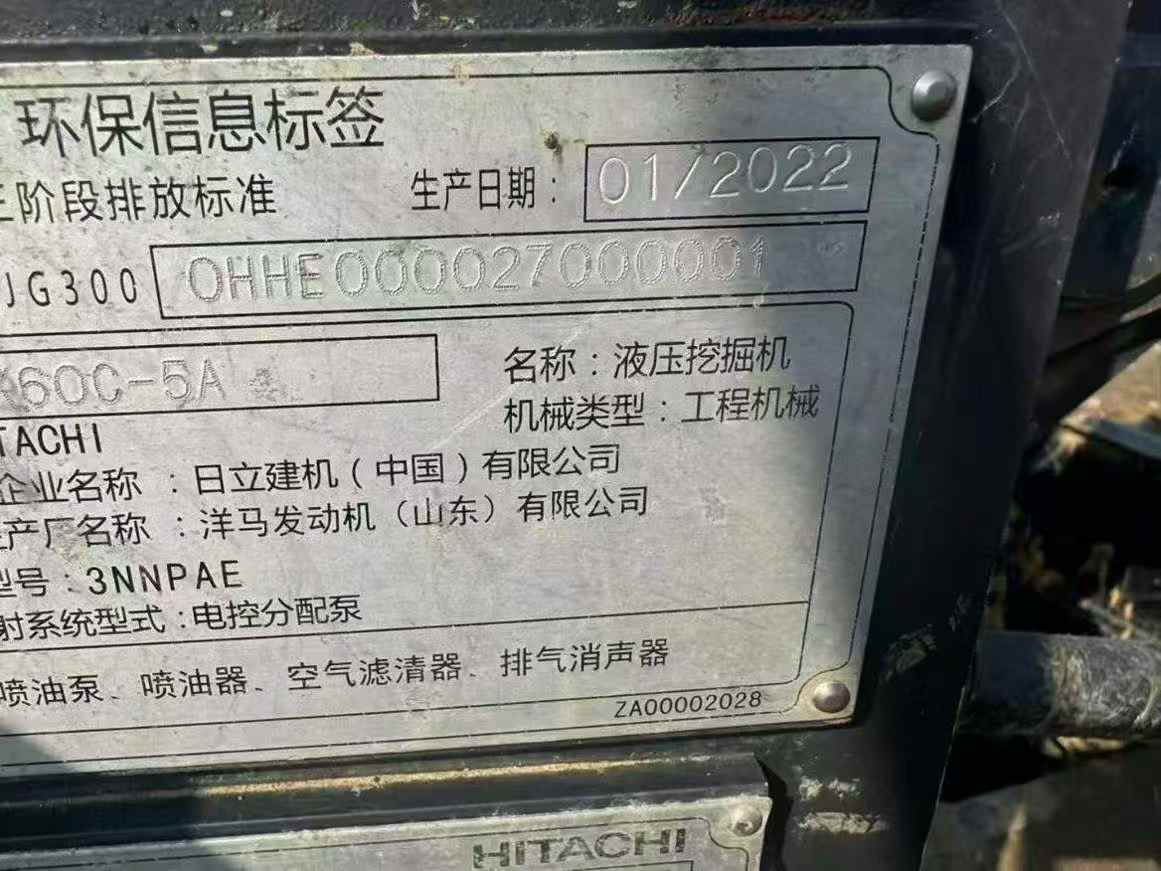 环保信息标签
三阶段排放标准 生产日期： 01/2022
JG300 OHHE000027000001
A60C-5A 名称：液压挖掘机
机械类型：工程机械
TACHI
企业名称 ：日立建机（中国）有限公司
生产厂名称 ：洋马发动机（山东）有限公司
型号：3NNPAE
射系统型式：电控分配泵
喷油泵、喷油器、空气滤清器、排气消声器
ZA00002028
HITACHI